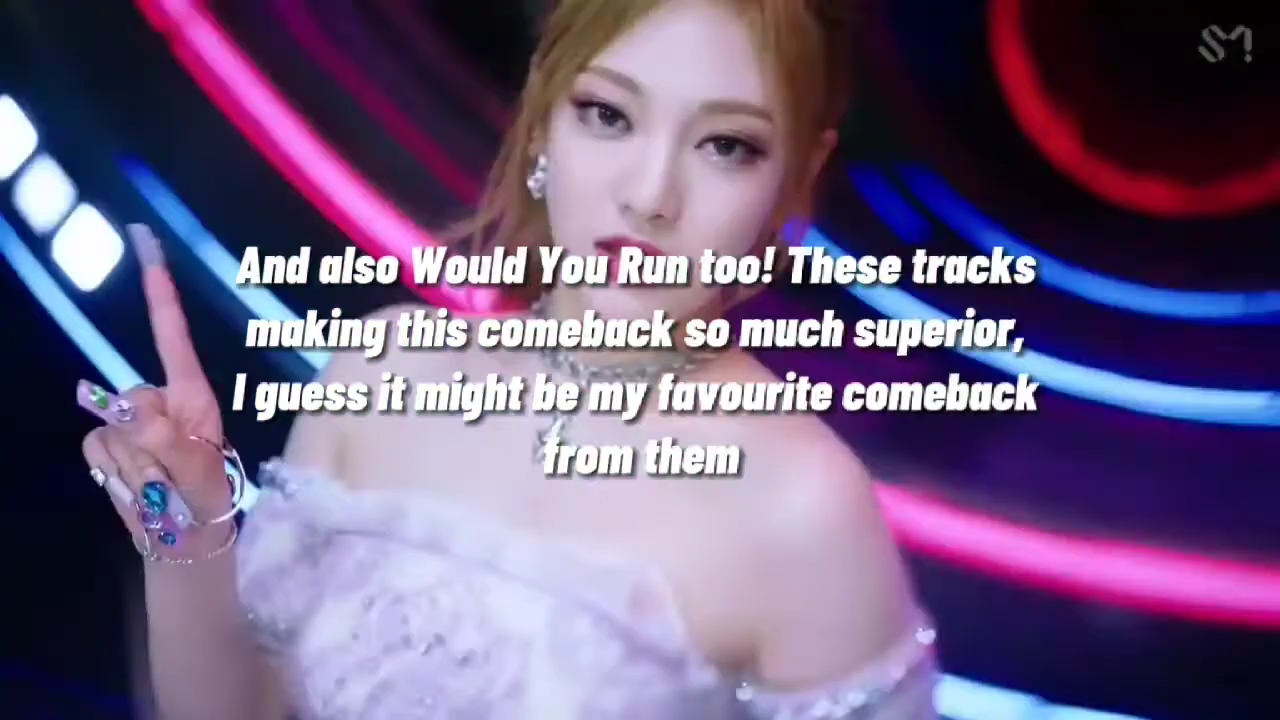 SM!
And also Would You Run too! These tracks
making this comeback so much superior,
I guess it might be my favourite comeback
from them